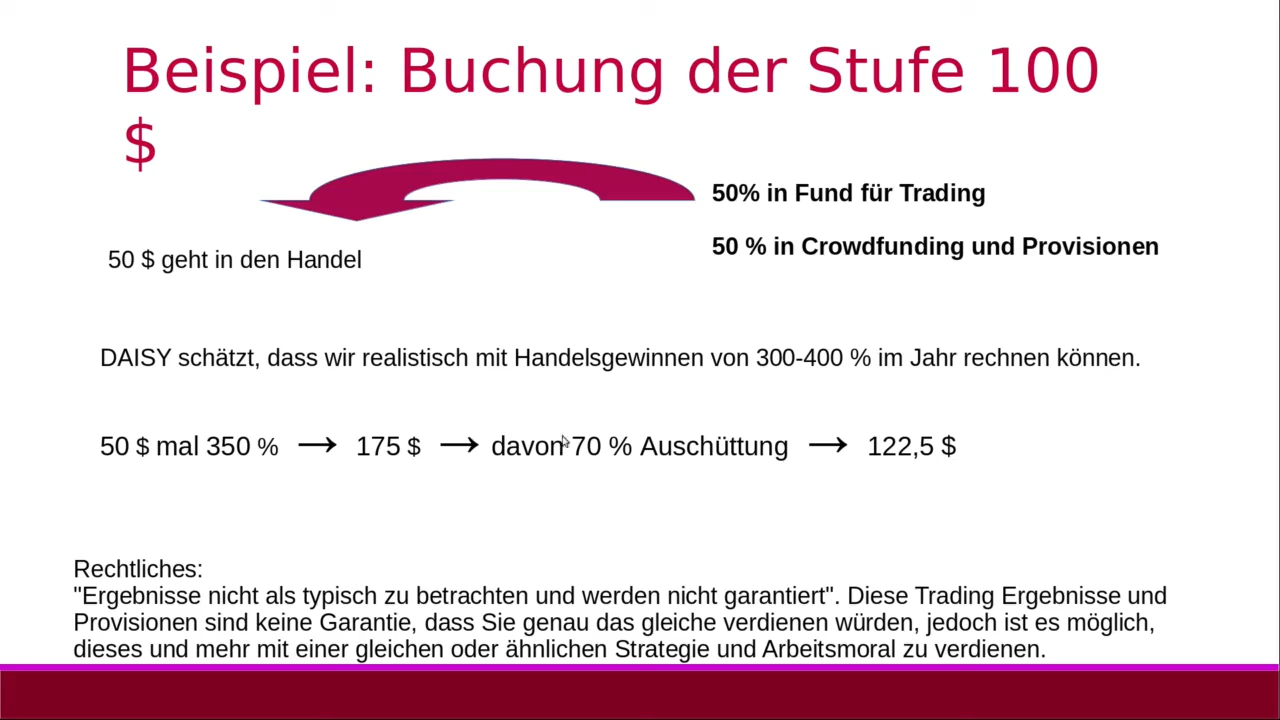 Beispiel: Buchung der Stufe 100
$
50% in Fund für Trading
50 % in Crowdfunding und Provisionen
50 $ geht in den Handel
DAISY schätzt, dass wir realistisch mit Handelsgewinnen von 300-400 % im Jahr rechnen können.
50 $ mal 350 % → 175 $ → davon 70 % Auschüttung → 122,5 $
Rechtliches:
"Ergebnisse nicht als typisch zu betrachten und werden nicht garantiert". Diese Trading Ergebnisse und
Provisionen sind keine Garantie, dass Sie genau das gleiche verdienen würden, jedoch ist es möglich,
dieses und mehr mit einer gleichen oder ähnlichen Strategie und Arbeitsmoral zu verdienen.